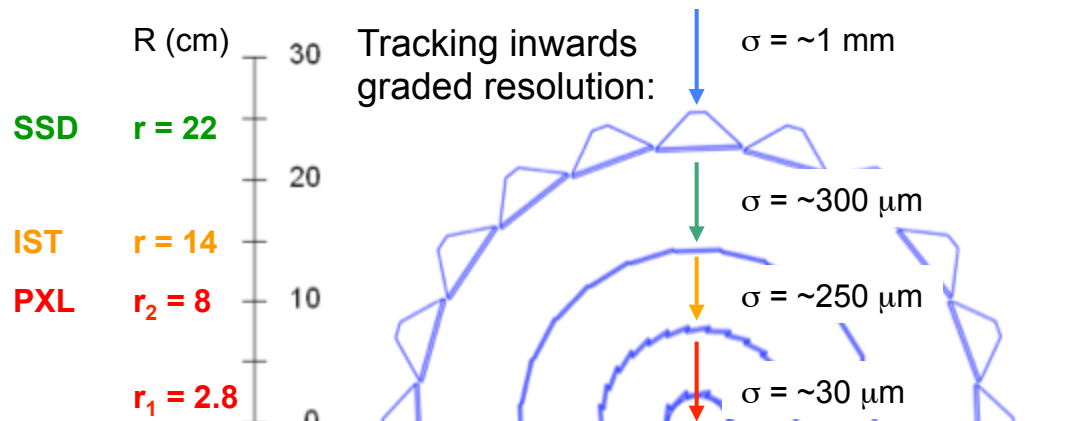 R (cm)
30
Tracking inwards
graded resolution:
σ = ~1 mm
SSD r = 22
20
σ = ~300 μm
IST r = 14
PXL r₂ = 8
10
σ = ~250 μm
r₁ = 2.8
0
σ = ~30 μm